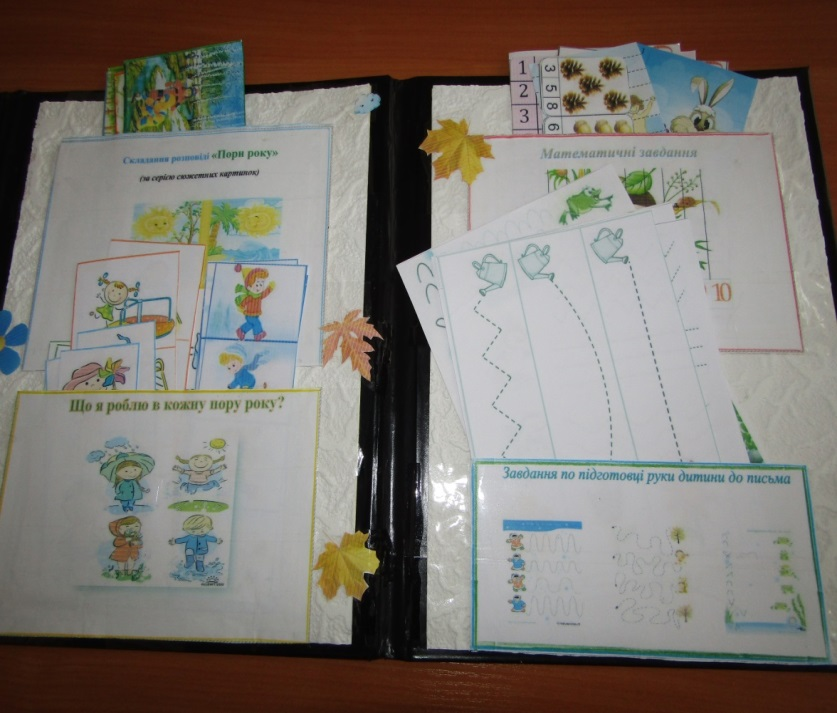 Складання розповіді «Пори року»
(за серією сюжетних картинок)
Що я роблю в кожну пору року?
1
2
3
3
5
8
6
Математичні завдання
10
Завдання по підготовці руки дитини до письма